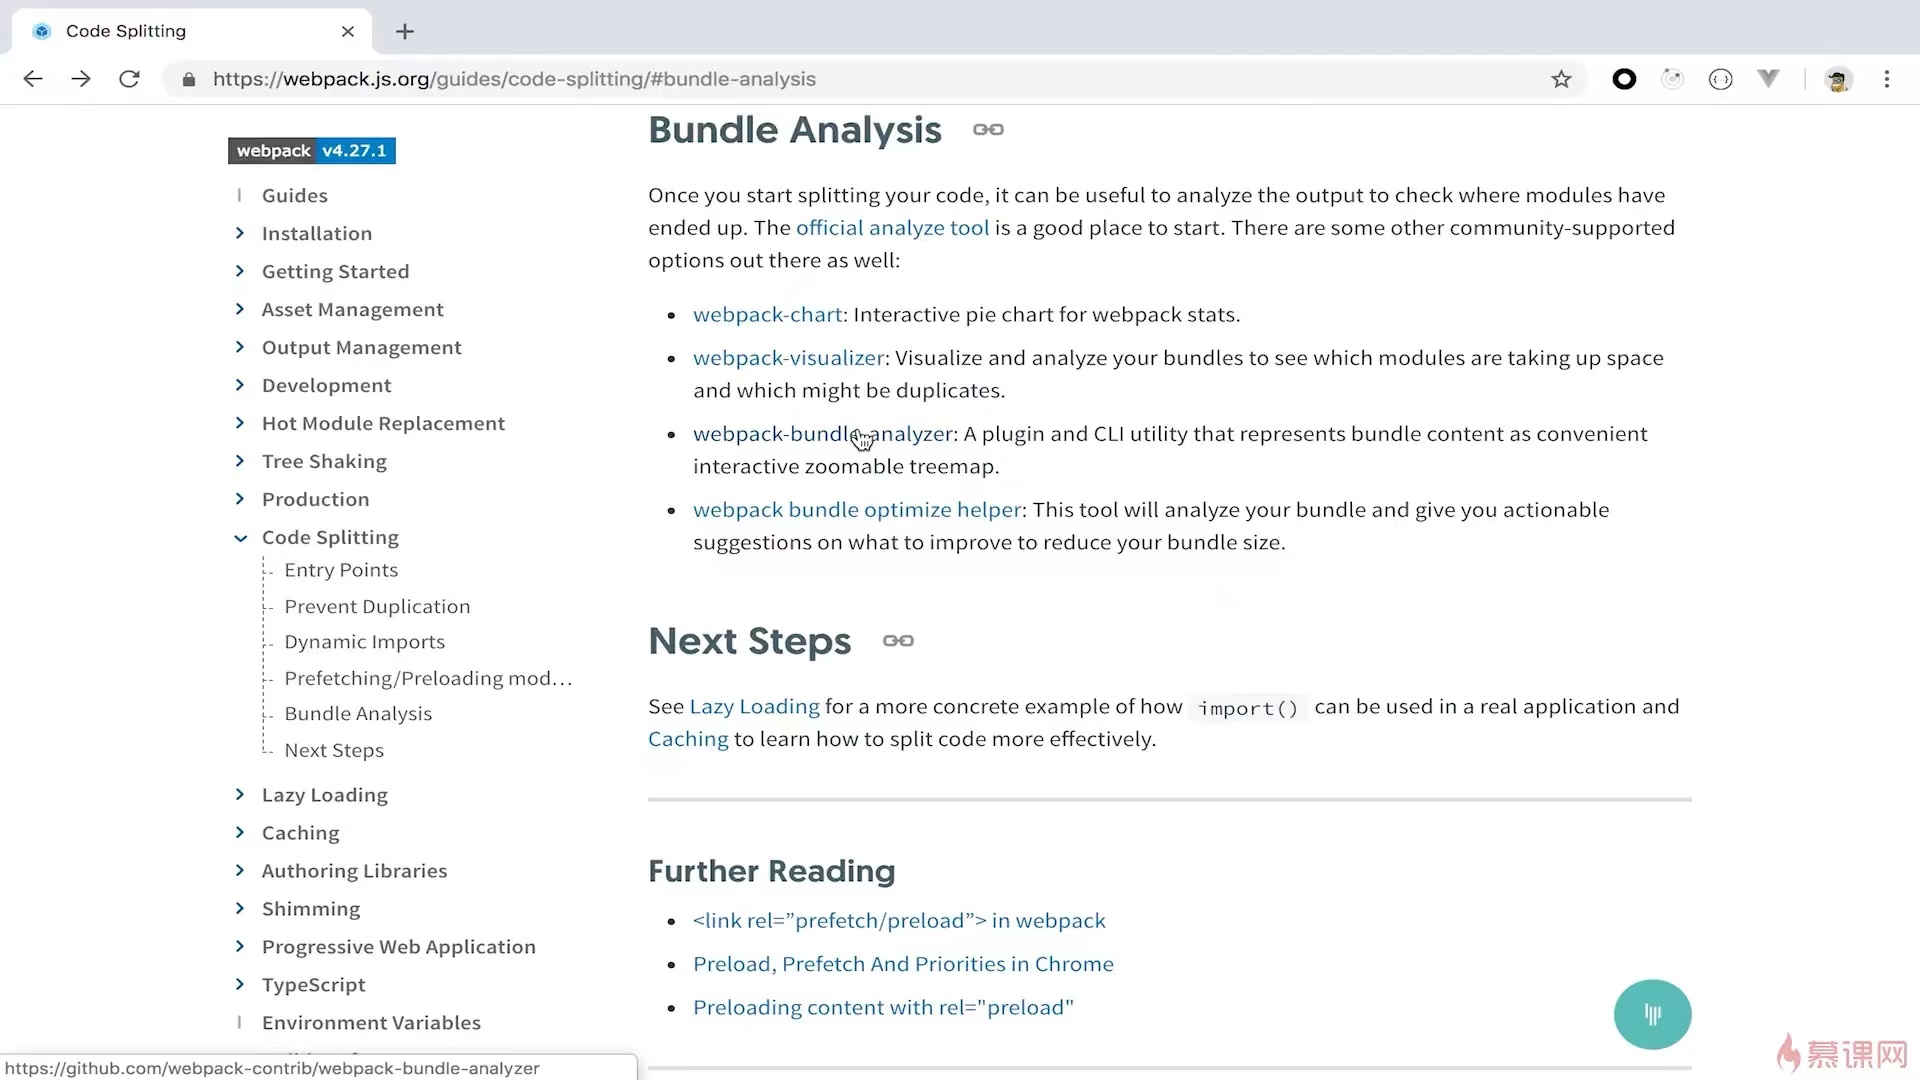 Code Splitting
https://webpack.js.org/guides/code-splitting/#bundle-analysis
webpack v4.27.1
Guides
Installation
Getting Started
Asset Management
Output Management
Development
Hot Module Replacement
Tree Shaking
Production
Code Splitting
Entry Points
Prevent Duplication
Dynamic Imports
Prefetching/Preloading mod...
Bundle Analysis
Next Steps
Lazy Loading
Caching
Authoring Libraries
Shimming
Progressive Web Application
TypeScript
Environment Variables
Bundle Analysis
Once you start splitting your code, it can be useful to analyze the output to check where modules have
ended up. The official analyze tool is a good place to start. There are some other community-supported
options out there as well:
webpack-chart: Interactive pie chart for webpack stats.
webpack-visualizer: Visualize and analyze your bundles to see which modules are taking up space
and which might be duplicates.
webpack-bundle-analyzer: A plugin and CLI utility that represents bundle content as convenient
interactive zoomable treemap.
webpack bundle optimize helper: This tool will analyze your bundle and give you actionable
suggestions on what to improve to reduce your bundle size.
Next Steps
See Lazy Loading for a more concrete example of how import() can be used in a real application and
Caching to learn how to split code more effectively.
Further Reading
<link rel=”prefetch/preload”> in webpack
Preload, Prefetch And Priorities in Chrome
Preloading content with rel="preload"
https://github.com/webpack-contrib/webpack-bundle-analyzer
慕课网